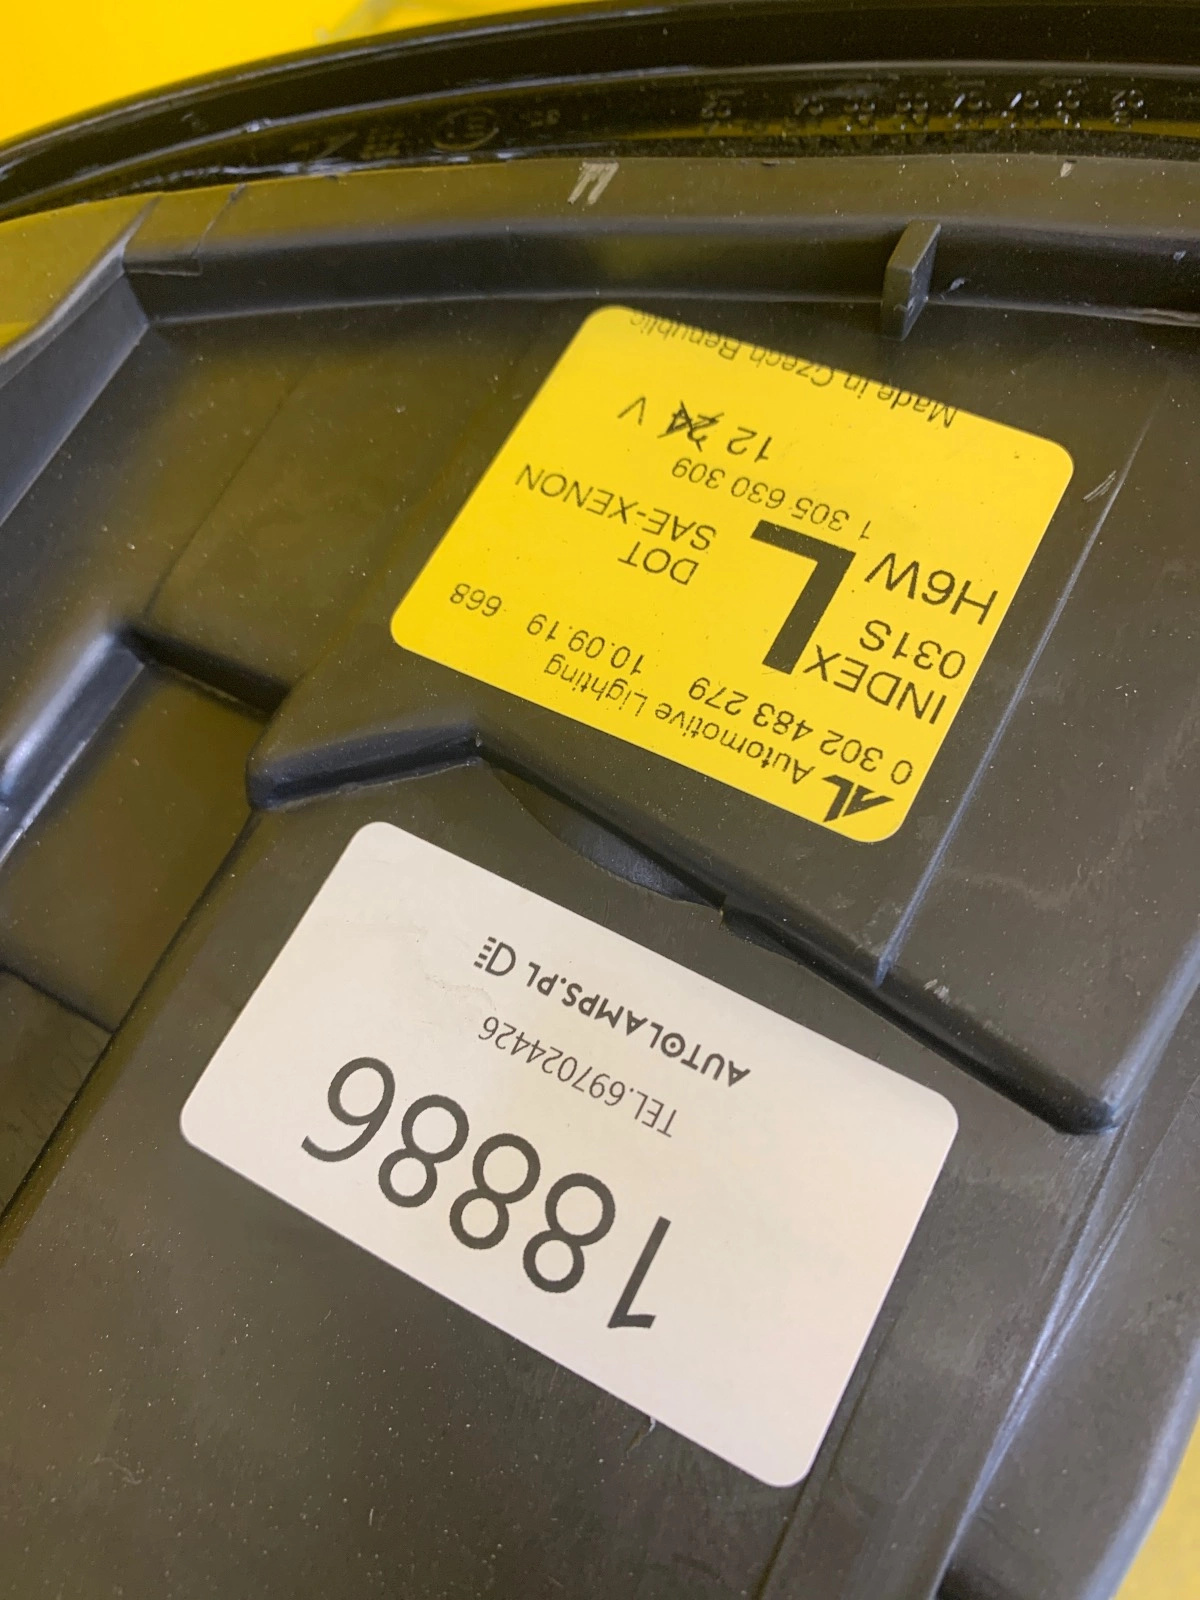 AL Automotive Lighting
0 302 483 279 10.09.19 668
INDEX
031S
L
DOT
SAE-XENON
H6W
1 305 630 309
12 24 V
Made in Czech Republic
AUTOLAMPS.PL
TEL.697024426
18886